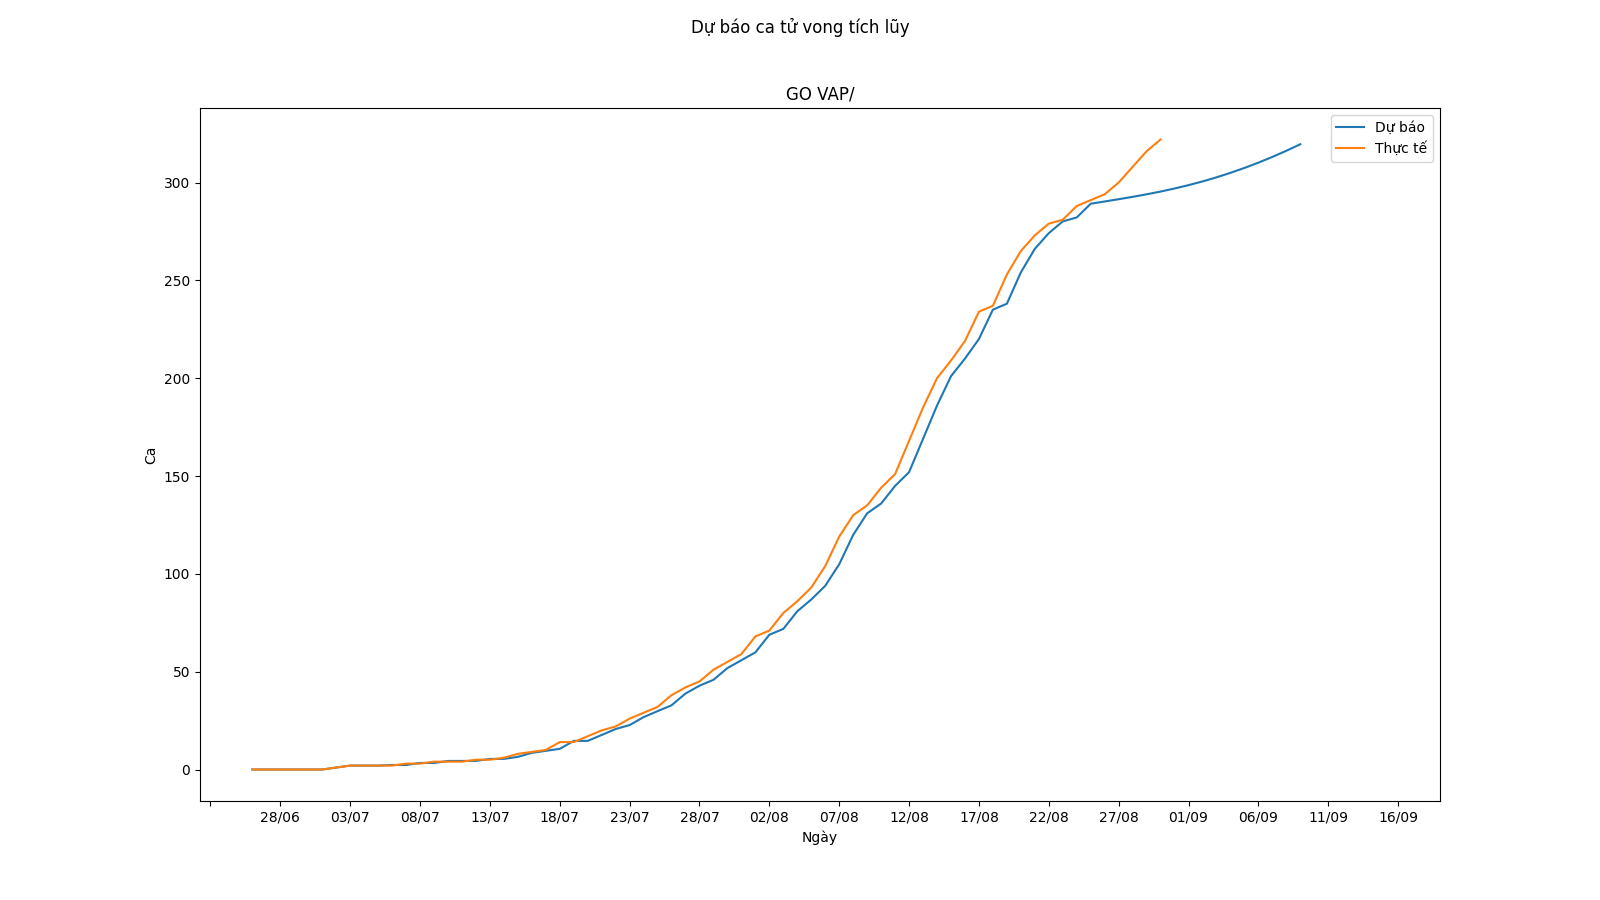 Dự báo ca tử vong tích lũy
GO VAP/
Dự báo
Thực tế
300
250
200
150
100
50
0
Ca
28/06 03/07 08/07 13/07 18/07 23/07 28/07 02/08 07/08 12/08 17/08 22/08 27/08 01/09 06/09 11/09 16/09
Ngày